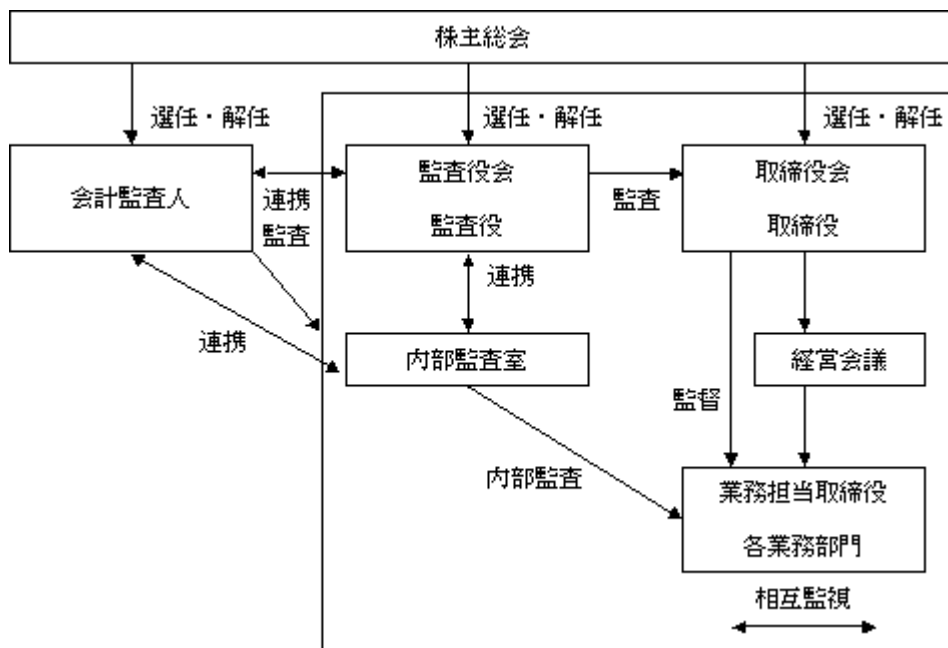 株主総会
選任・解任
選任・解任
選任・解任
会計監査人
連携
監査
監査役会
監査役
監査
取締役会
取締役
連携
連携
内部監査室
経営会議
監督
内部監査
業務担当取締役
各業務部門
相互監視